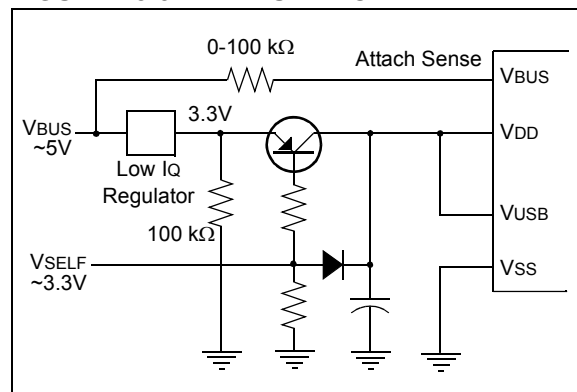 0-100 kΩ
Attach Sense
VBUS
VBUS
~5V
3.3V
VDD
Low IQ
Regulator
100 kΩ
VUSB
VSELF
~3.3V
VSS